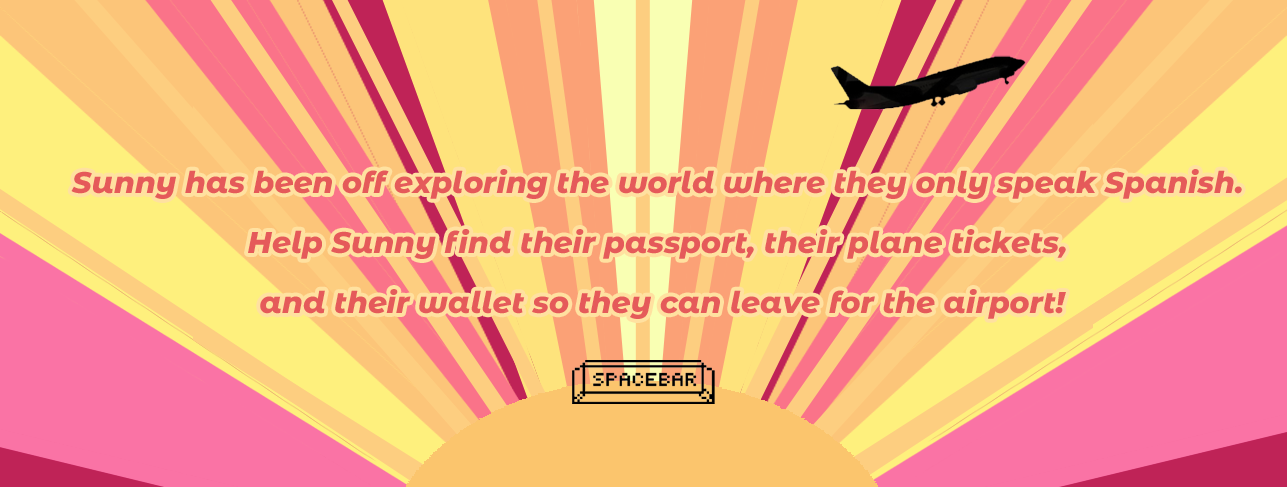 Sunny has been off exploring the world where they only speak Spanish.
Help Sunny find their passport, their plane tickets,
and their wallet so they can leave for the airport!
SPACEBAR